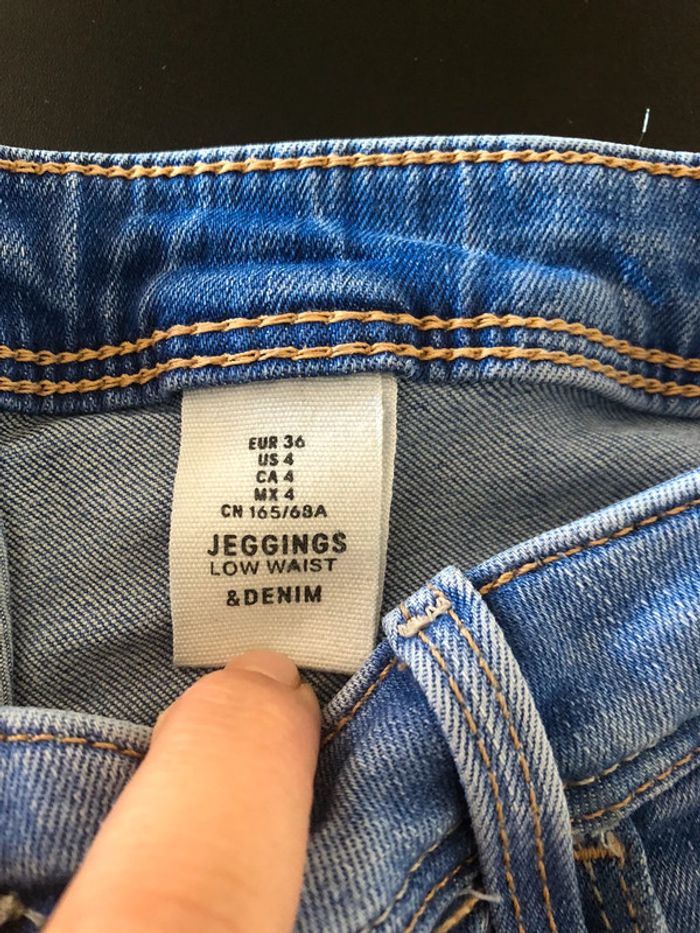 EUR 36
US 4
CA 4
MX 4
CN 165/68A
JEGGINGS
LOW WAIST
&DENIM